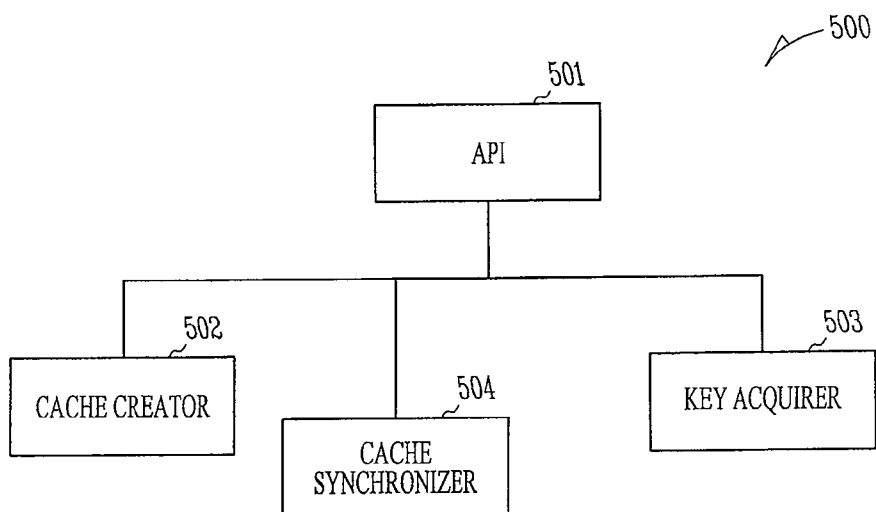 500
501
API
502
CACHE CREATOR
503
KEY ACQUIRER
504
CACHE
SYNCHRONIZER